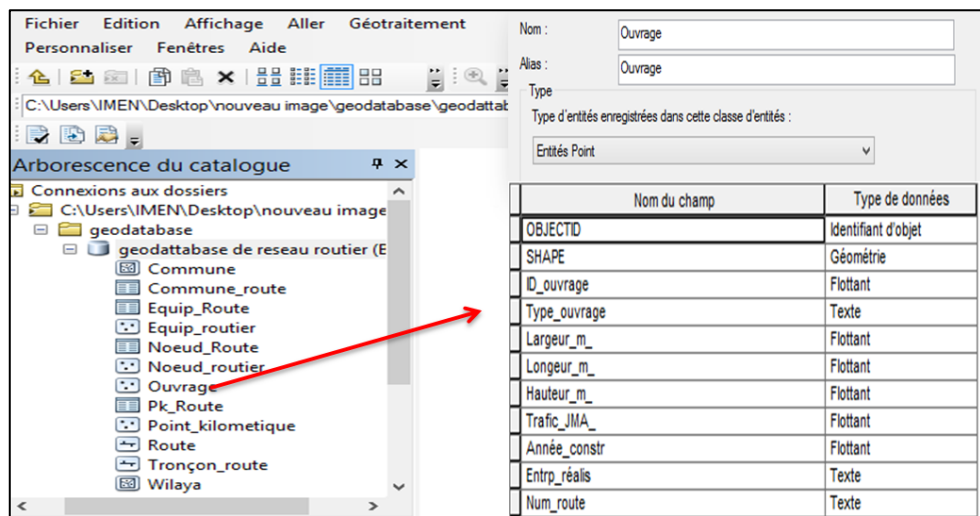 Fichier Edition Affichage Aller Géotraitement
Personnaliser Fenêtres Aide
C:\Users\IMEN\Desktop\nouveau image\geodatabase\geodattab
Arborescence du catalogue
Connexions aux dossiers
C:\Users\IMEN\Desktop\nouveau image
geodatabase
geodattabase de reseau routier (E
Commune
Commune_route
Equip_Route
Equip_routier
Noeud_Route
Noeud_routier
Ouvrage
Pk_Route
Point_kilometique
Route
Tronçon_route
Wilaya
Nom :
Ouvrage
Alias :
Ouvrage
Type
Type d'entités enregistrées dans cette classe d'entités :
Entités Point
Nom du champ Type de données
OBJECTID Identifiant d'objet
SHAPE Géométrie
ID_ouvrage Flottant
Type_ouvrage Texte
Largeur_m_ Flottant
Longeur_m_ Flottant
Hauteur_m_ Flottant
Trafic_JMA_ Flottant
Année_constr Flottant
Entrp_réalis Texte
Num_route Texte